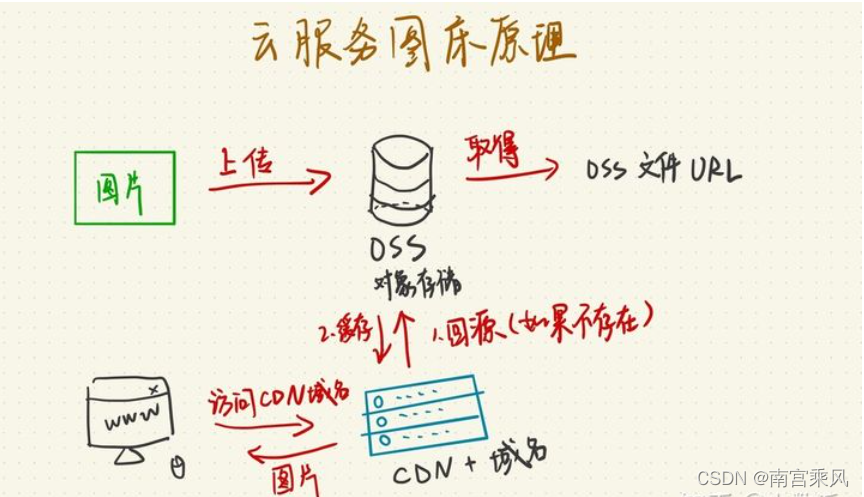 云服务图床原理
图片
上传
取得
OSS 文件 URL
OSS
对象存储
2.缓存
1.回源(如果不存在)
www
x
访问CDN域名
图片
CDN + 域名
CSDN @南宫乘风